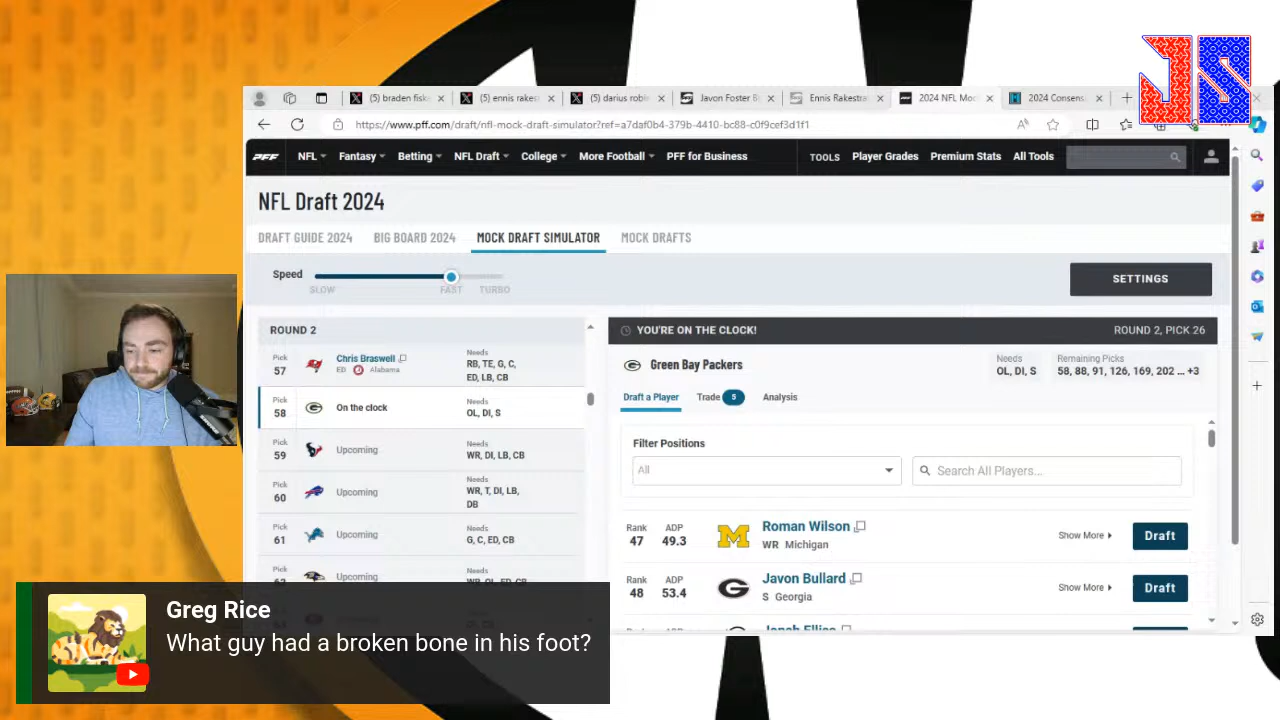 JS
(5) braden fisk
(5) ennis rakes
(5) darius robin
Javon Foster B
Ennis Rakestra
2024 NFL Moc
2024 Consens
https://www.pff.com/draft/nfl-mock-draft-simulator?ref=a7daf0b4-379b-4410-bc88-c0f9cef3d1f1
PFF NFL Fantasy Betting NFL Draft College More Football PFF for Business TOOLS Player Grades Premium Stats All Tools
NFL Draft 2024
DRAFT GUIDE 2024 BIG BOARD 2024 MOCK DRAFT SIMULATOR MOCK DRAFTS
Speed
SLOW FAST TURBO
SETTINGS
ROUND 2
Pick 57 Chris Braswell ED Alabama Needs RB, TE, G, C, ED, LB, CB
Pick 58 On the clock Needs OL, DI, S
Pick 59 Upcoming Needs WR, DI, LB, CB
Pick 60 Upcoming Needs WR, T, DI, LB, DB
Pick 61 Upcoming Needs G, C, ED, CB
Upcoming Needs
YOU'RE ON THE CLOCK! ROUND 2, PICK 26
Green Bay Packers
Needs OL, DI, S
Remaining Picks 58, 88, 91, 126, 169, 202 ... +3
Draft a Player Trade 5 Analysis
Filter Positions
All Search All Players...
Rank 47 ADP 49.3 Roman Wilson WR Michigan Show More Draft
Rank 48 ADP 53.4 Javon Bullard S Georgia Show More Draft
Greg Rice
What guy had a broken bone in his foot?